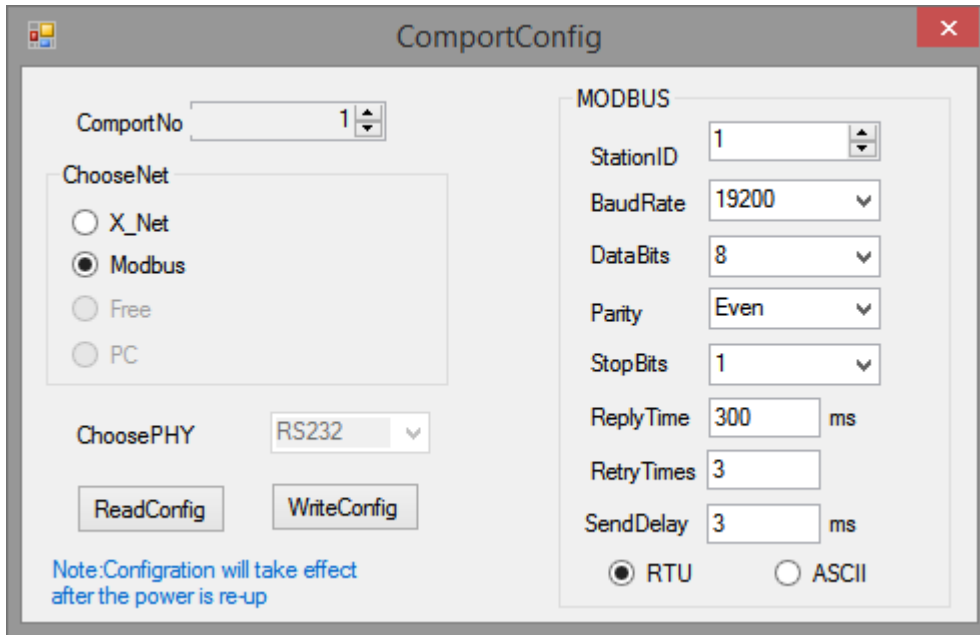 ComportConfig
ComportNo 1
ChooseNet
X_Net
Modbus
Free
PC
ChoosePHY RS232
ReadConfig WriteConfig
Note:Configration will take effect
after the power is re-up
MODBUS
StationID 1
BaudRate 19200
DataBits 8
Parity Even
StopBits 1
ReplyTime 300 ms
RetryTimes 3
SendDelay 3 ms
RTU ASCII